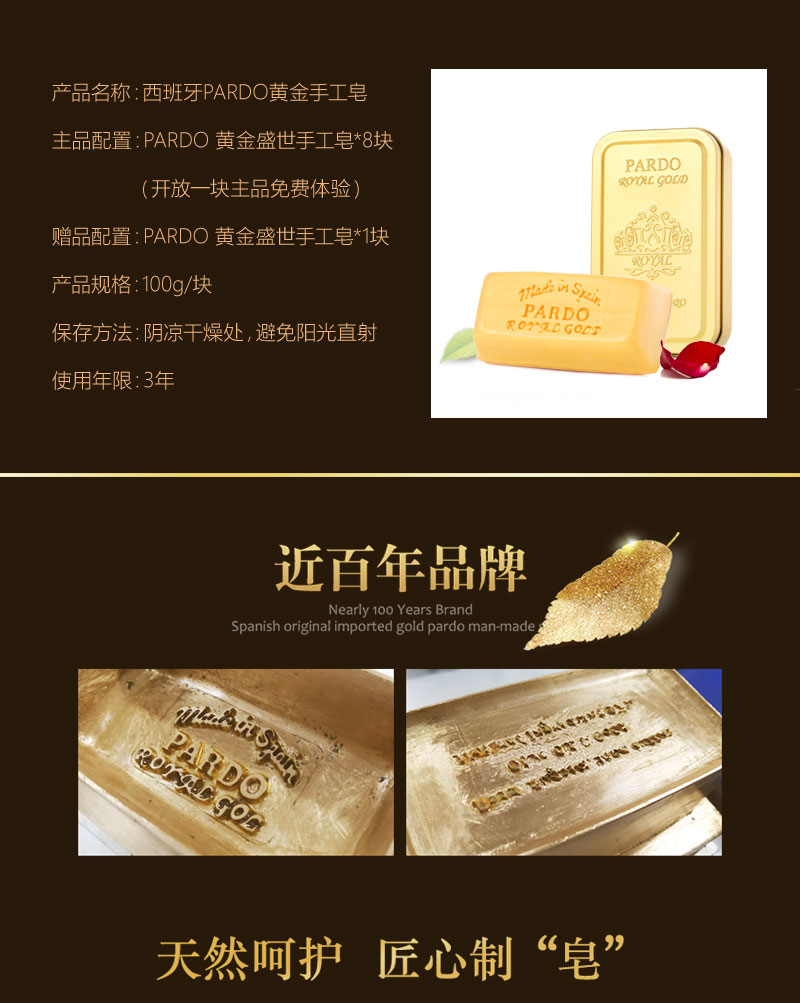 产品名称:西班牙PARDO黄金手工皂
主品配置:PARDO 黄金盛世手工皂*8块
(开放一块主品免费体验)
赠品配置:PARDO 黄金盛世手工皂*1块
产品规格:100g/块
保存方法:阴凉干燥处,避免阳光直射
使用年限:3年
PARDO
ROYAL GOLD
ROYAL
Made in Spain
PARDO
ROYAL GOLD
近百年品牌
Nearly 100 Years Brand
Spanish original imported gold pardo man-made
Made in Spain
PARDO
ROYAL GOL
天然呵护 匠心制“皂”